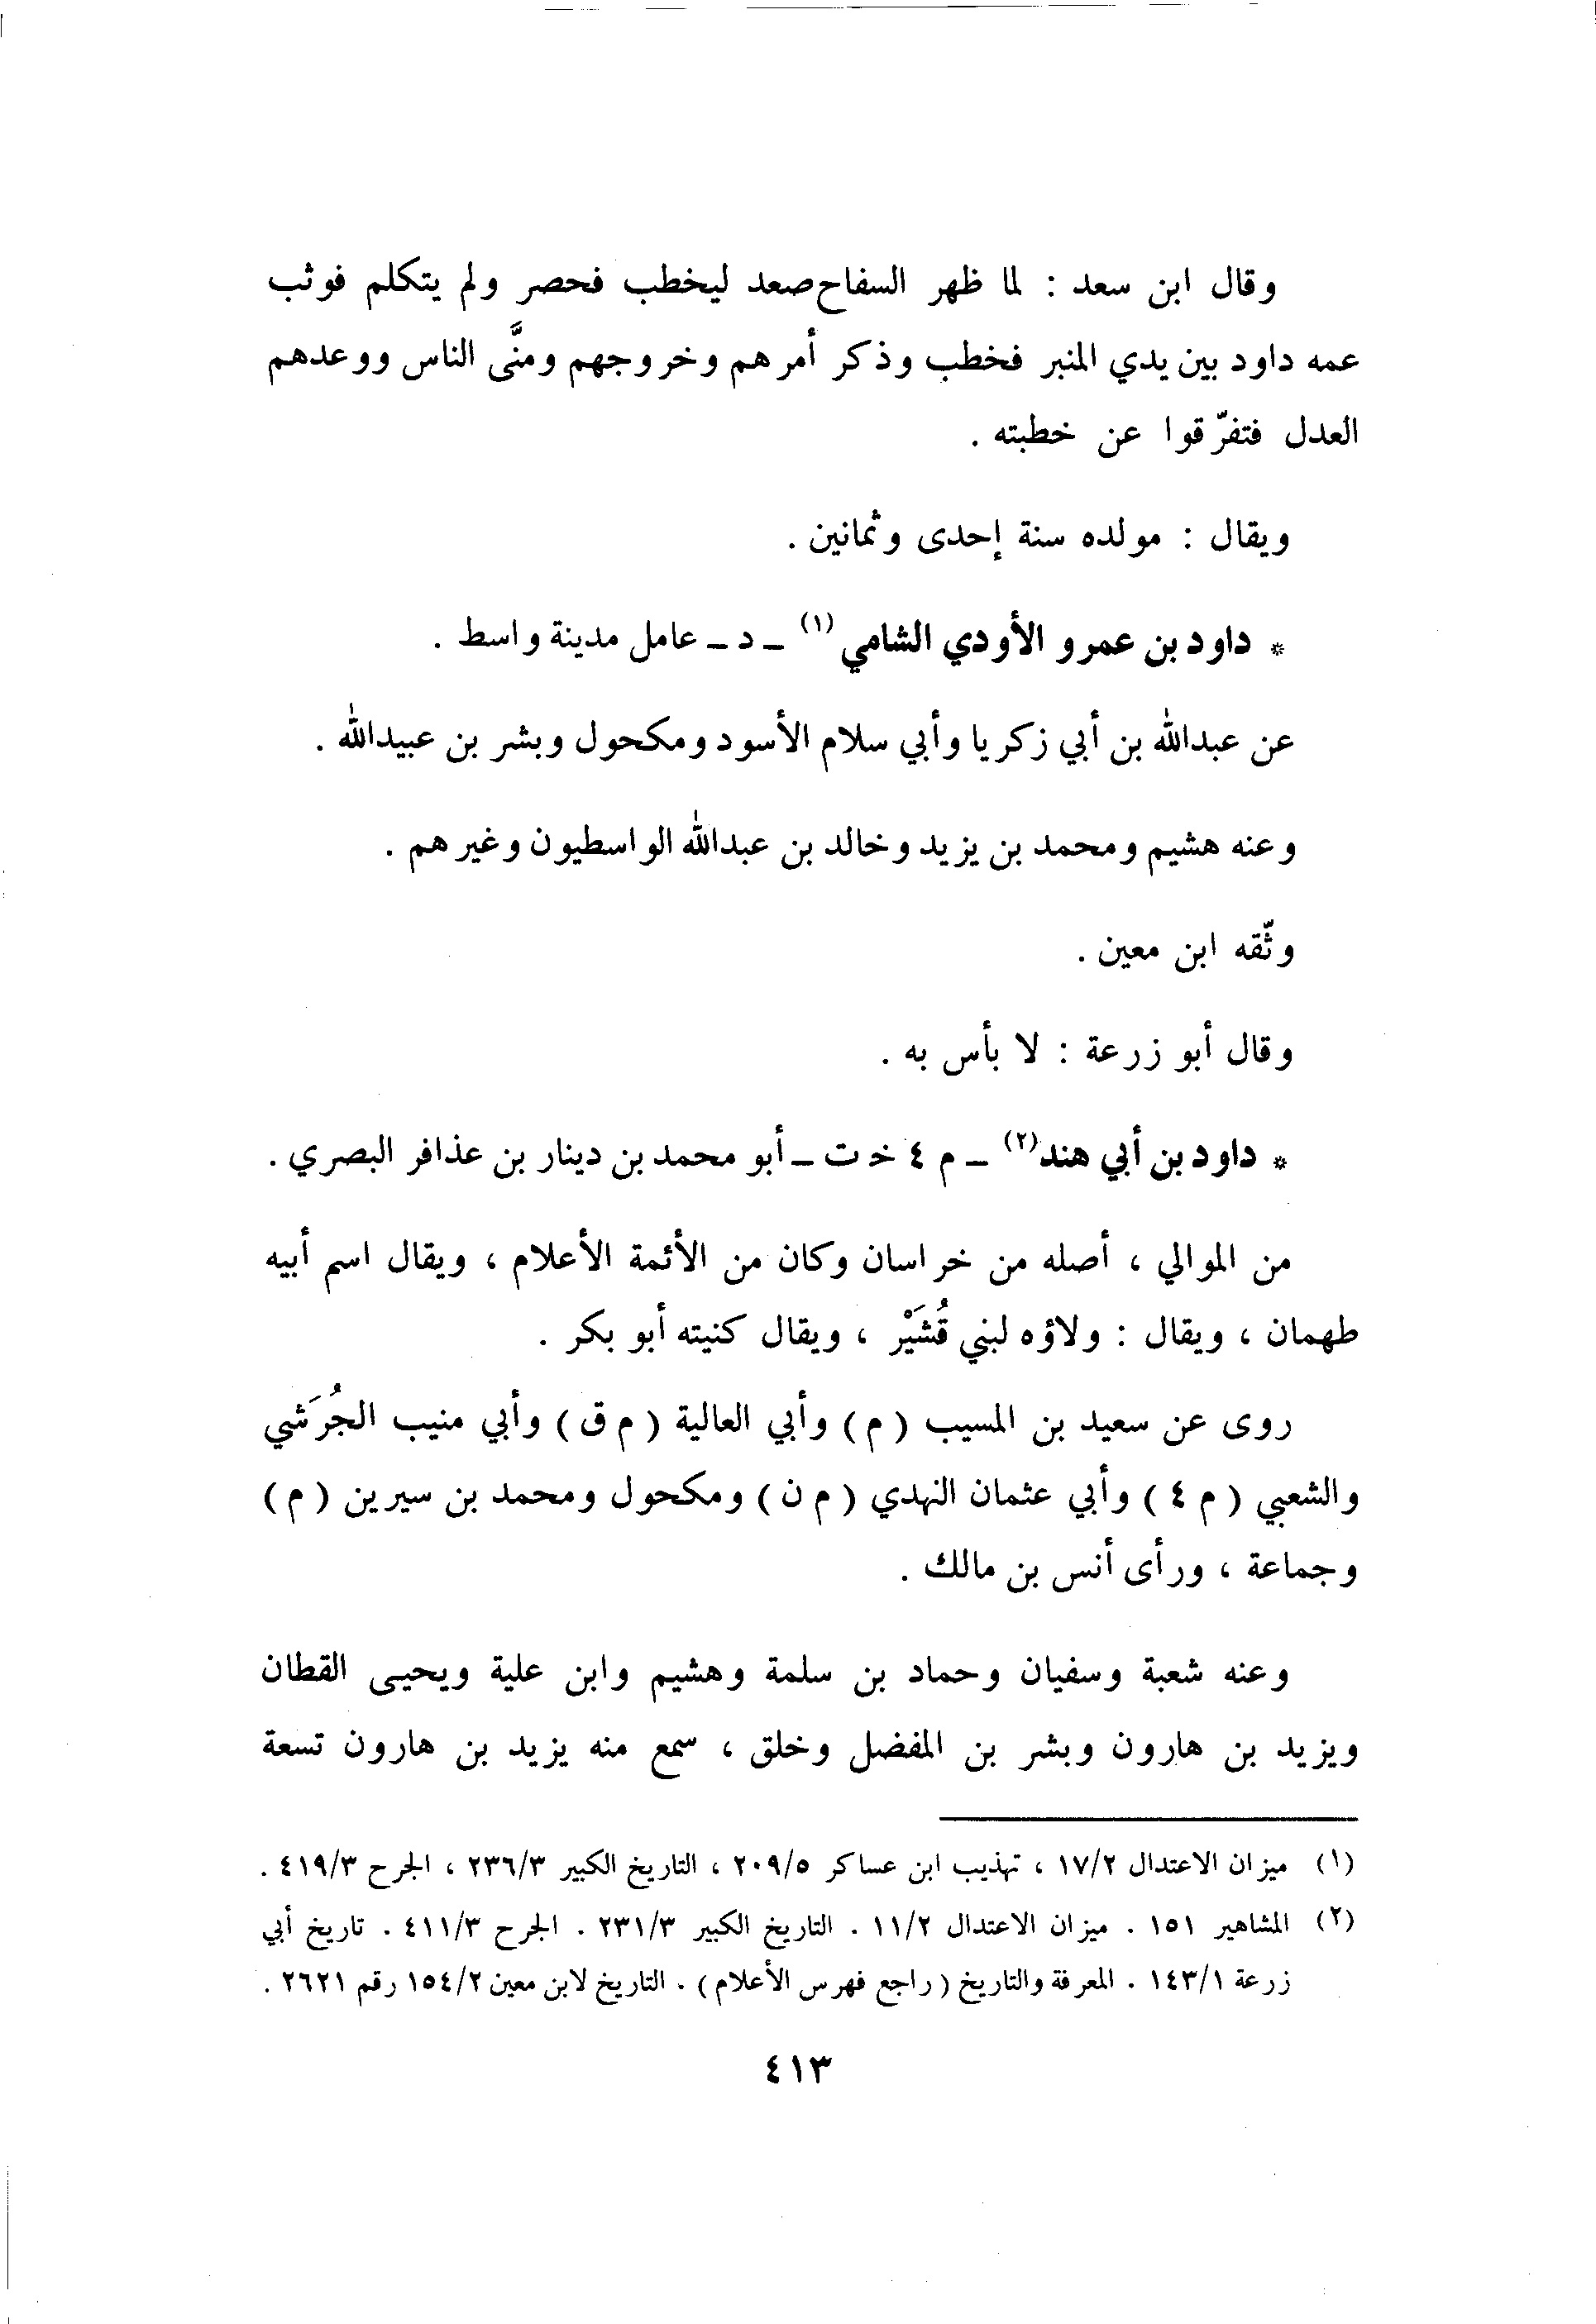 وقال ابن سعد : لما ظهر السفاح صعد ليخطب فحصر ولم يتكلم فوثب
عمه داود بين يدي المنبر فخطب وذكر أمرهم وخروجهم ومنَّى الناس ووعدهم
العدل فتفرّقوا عن خطبته .
ويقال : مولده سنة إحدى وثمانين .
* داود بن عمرو الأودي الشامي (١) ـ د ـ عامل مدينة واسط .
عن عبدالله بن أبي زكريا وأبي سلام الأسود ومكحول وبشر بن عبيدالله .
وعنه هشيم ومحمد بن يزيد وخالد بن عبدالله الواسطيون وغيرهم .
وثّقه ابن معين .
وقال أبو زرعة : لا بأس به .
* داود بن أبي هند (٢) ـ م ٤ خ ت ـ أبو محمد بن دينار بن عذافر البصري .
من الموالي ، أصله من خراسان وكان من الأئمة الأعلام ، ويقال اسم أبيه
طهمان ، ويقال : ولاؤه لبني قُشَيْر ، ويقال كنيته أبو بكر .
روى عن سعيد بن المسيب ( م ) وأبي العالية ( م ق ) وأبي منيب الجُرَشي
والشعبي ( م ٤ ) وأبي عثمان النهدي ( م ن ) ومكحول ومحمد بن سيرين ( م )
وجماعة ، ورأى أنس بن مالك .
وعنه شعبة وسفيان وحماد بن سلمة وهشيم وابن علية ويحيى القطان
ويزيد بن هارون وبشر بن المفضل وخلق ، سمع منه يزيد بن هارون تسعة
(١) ميزان الاعتدال ١٧/٢ ، تهذيب ابن عساكر ٢٠٩/٥ ، التاريخ الكبير ٢٣٦/٣ ، الجرح ٤١٩/٣ .
(٢) المشاهير ١٥١ . ميزان الاعتدال ١١/٢ . التاريخ الكبير ٢٣١/٣ . الجرح ٤١١/٣ . تاريخ أبي
زرعة ١٤٣/١ . المعرفة والتاريخ ( راجع فهرس الأعلام ) . التاريخ لابن معين ١٥٤/٢ رقم ٢٦٢١ .
٤١٣